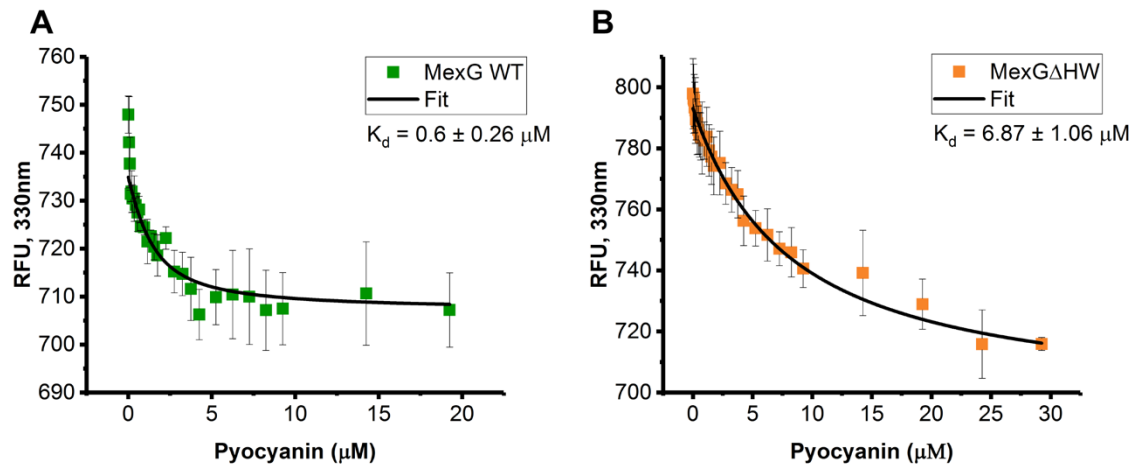 A
760
750
740
730
720
710
700
690
RFU, 330nm
0
5
10
15
20
Pyocyanin (μM)
MexG WT
Fit
K_d = 0.6 ± 0.26 μM
B
800
780
760
740
720
700
RFU, 330nm
0
5
10
15
20
25
30
Pyocyanin (μM)
MexGΔHW
Fit
K_d = 6.87 ± 1.06 μM